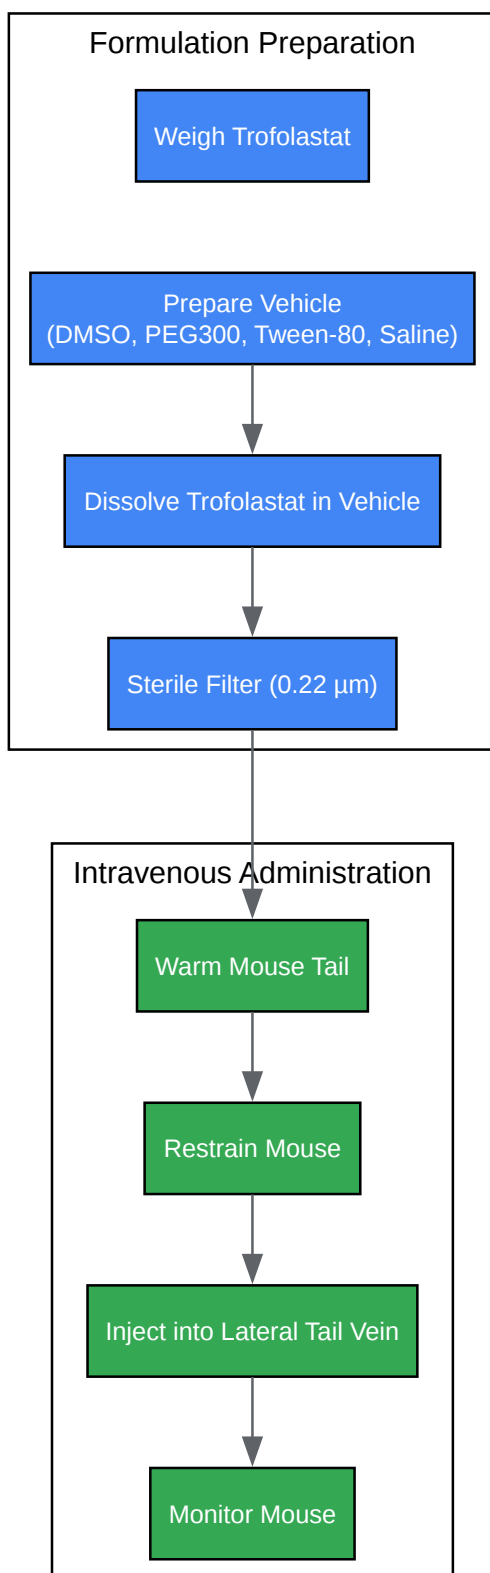 Formulation Preparation
Weigh Trofolastat
Prepare Vehicle
(DMSO, PEG300, Tween-80, Saline)
Dissolve Trofolastat in Vehicle
Sterile Filter (0.22 µm)
Intravenous Administration
Warm Mouse Tail
Restrain Mouse
Inject into Lateral Tail Vein
Monitor Mouse